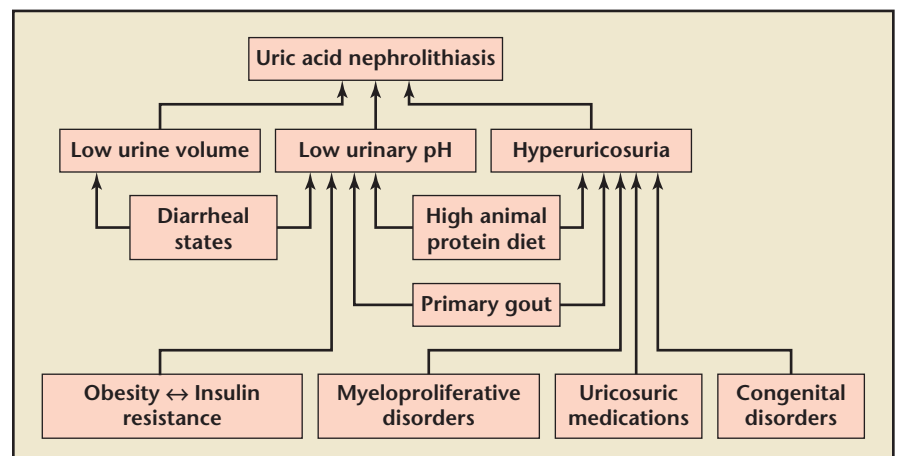 Uric acid nephrolithiasis
Low urine volume
Low urinary pH
Hyperuricosuria
Diarrheal
states
High animal
protein diet
Primary gout
Obesity ↔ Insulin
resistance
Myeloproliferative
disorders
Uricosuric
medications
Congenital
disorders